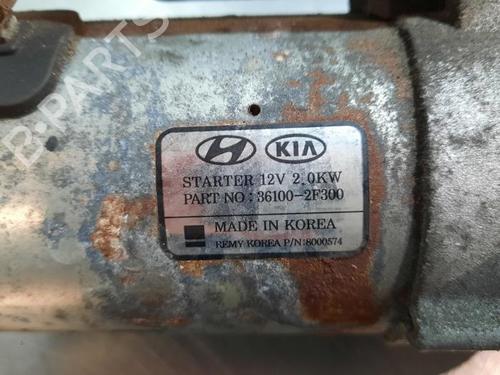 B-PARTS
KIA
STARTER 12V 2.0KW
PART NO : 36100-2F300
MADE IN KOREA
REMY KOREA P/N:8000574